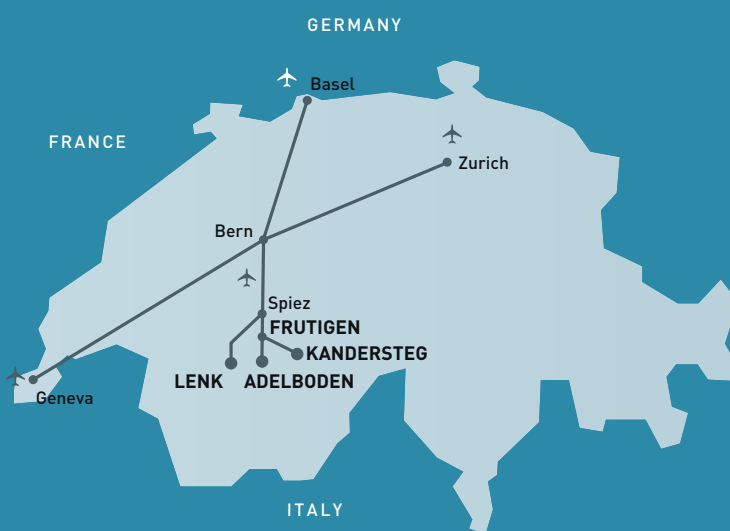 GERMANY
Basel
FRANCE
Zurich
Bern
Spiez
FRUTIGEN
KANDERSTEG
LENK
ADELBODEN
Geneva
ITALY